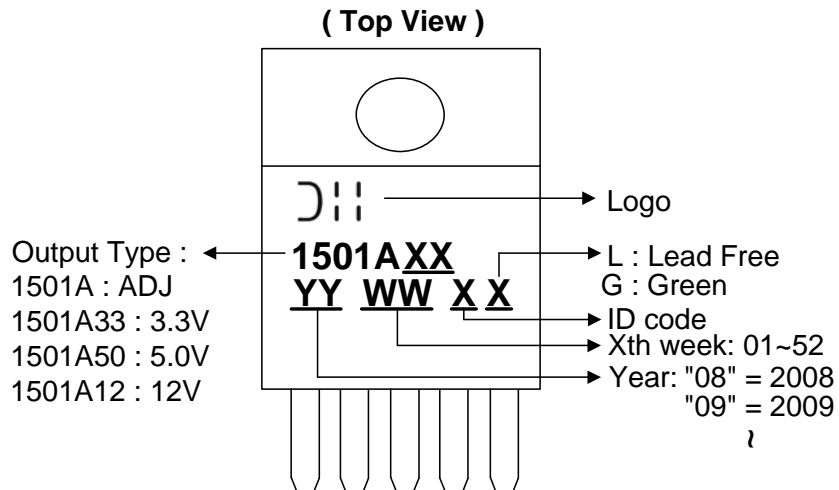 ( Top View )
Logo
Output Type :
1501A : ADJ
1501A33 : 3.3V
1501A50 : 5.0V
1501A12 : 12V
1501AXX
YY WW X X
L : Lead Free
G : Green
ID code
Xth week: 01~52
Year: "08" = 2008
"09" = 2009
~